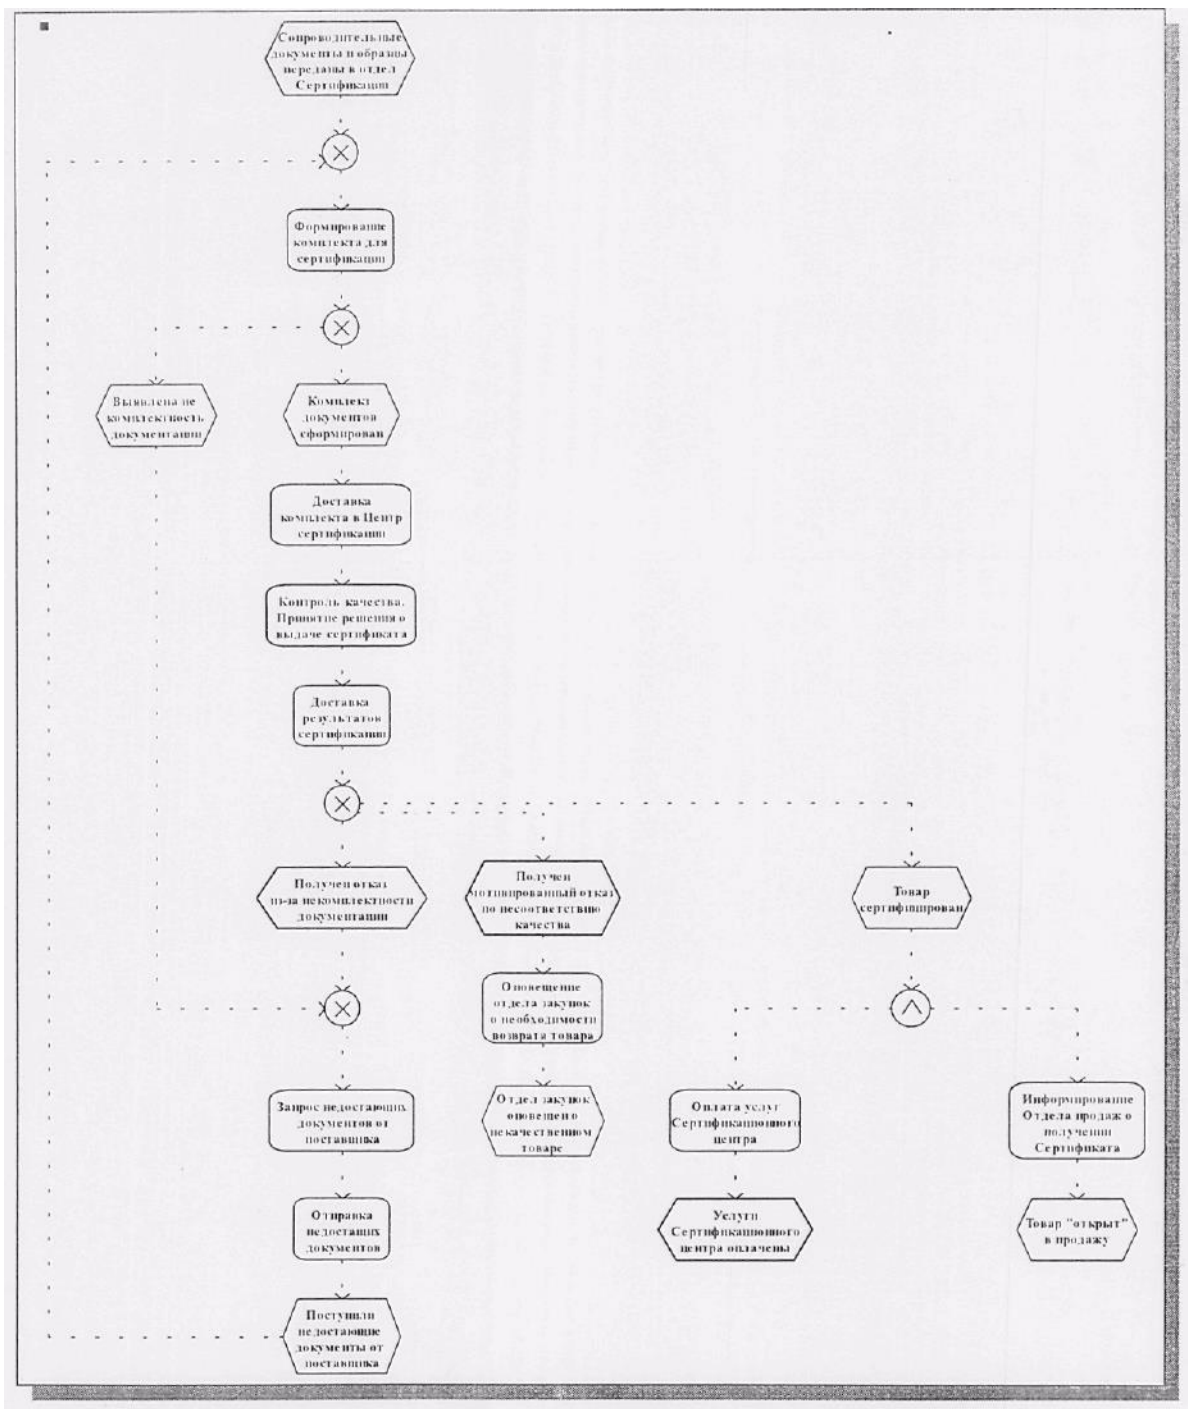 Сопроводительные
документы и образцы
переданы в отдел
Сертификации
Формирование
комплекта для
сертификации
Выявлена не
комплектность
документации
Комплект
документов
сформирован
Доставка
комплекта в Центр
сертификации
Контроль качества.
Принятие решения о
выдаче сертификата
Доставка
результатов
сертификации
Получен отказ
из-за некомплектности
документации
Получен
мотивированный отказ
по несоответствию
качества
Товар
сертифицирован
Оповещение
отдела закупок
о необходимости
возврата товара
Запрос недостающих
документов от
поставщика
Отдел закупок
оповещен о
некачественном
товаре
Оплата услуг
Сертификационного
центра
Информирование
Отдела продаж о
получении
Сертификата
Отправка
недостащих
документов
Услуги
Сертификационного
центра оплачены
Товар "открыт"
в продажу
Поступили
недостающие
документы от
поставщика